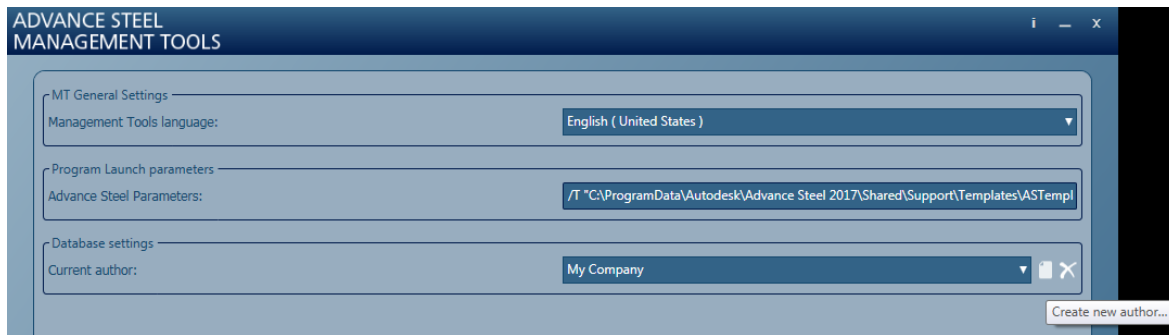 ADVANCE STEEL
MANAGEMENT TOOLS
i – x
MT General Settings
Management Tools language: English ( United States )
Program Launch parameters
Advance Steel Parameters: /T "C:\ProgramData\Autodesk\Advance Steel 2017\Shared\Support\Templates\ASTempl
Database settings
Current author: My Company
Create new author...